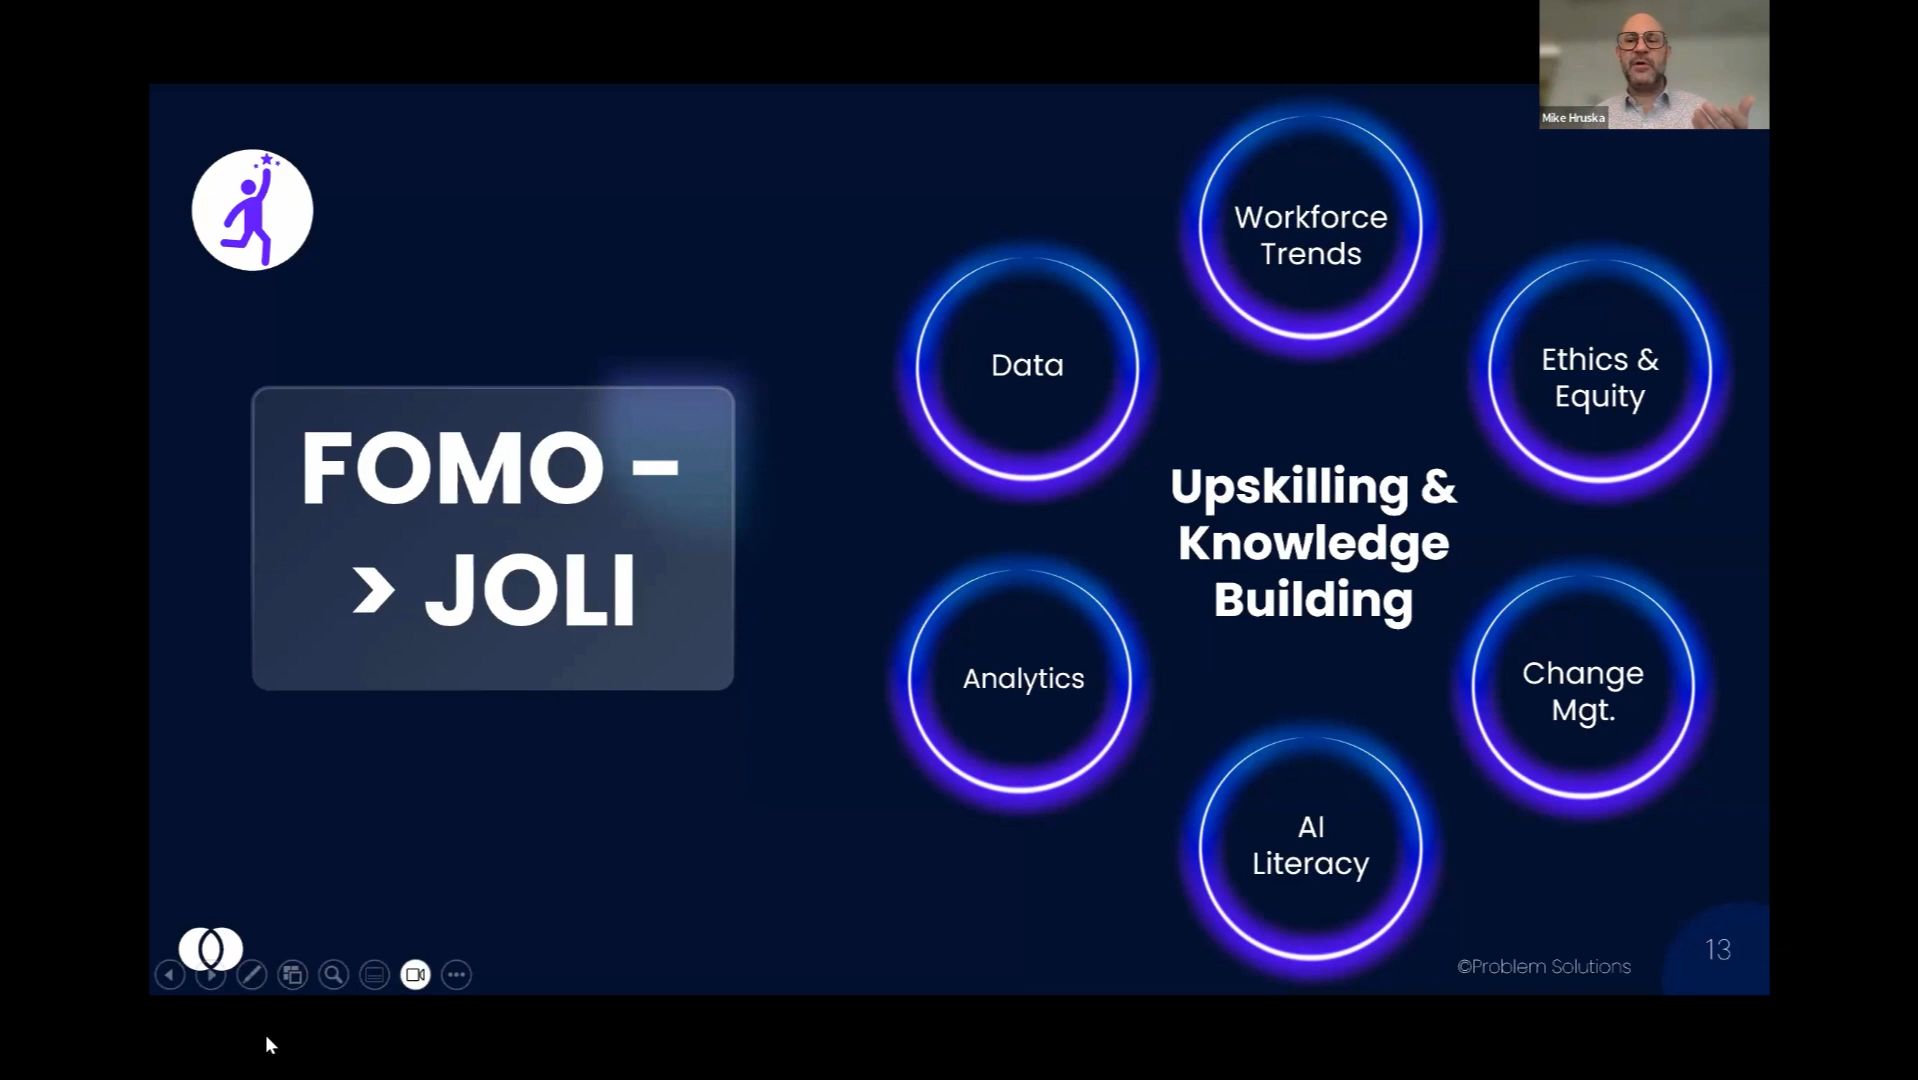 Mike Hruska
FOMO -
> JOLI
Workforce
Trends
Data
Ethics &
Equity
Upskilling &
Knowledge
Building
Analytics
Change
Mgt.
AI
Literacy
©Problem Solutions
13